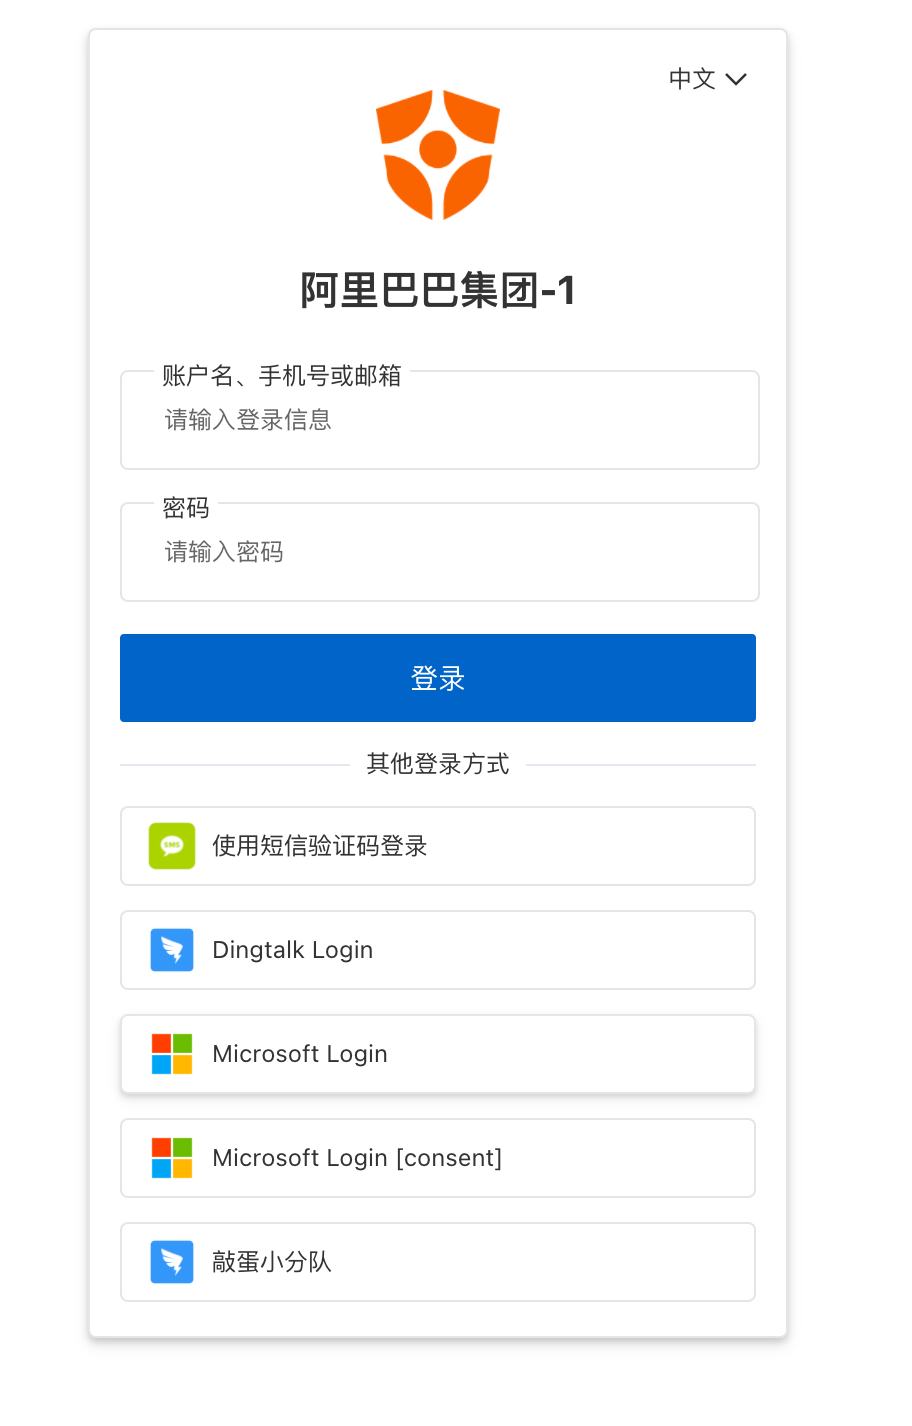 中文
阿里巴巴集团-1
账户名、手机号或邮箱
请输入登录信息
密码
请输入密码
登录
其他登录方式
SMS
使用短信验证码登录
Dingtalk Login
Microsoft Login
Microsoft Login [consent]
敲蛋小分队